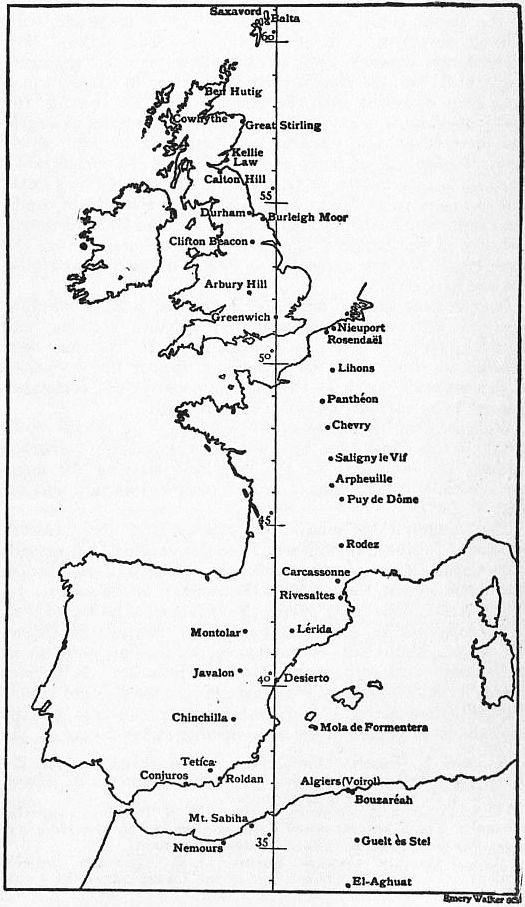 Saxavord
Balta
60°
Ben Hutig
Cowhythe
Great Stirling
Kellie
Law
Calton Hill
55°
Durham
Burleigh Moor
Clifton Beacon
Arbury Hill
Greenwich
Nieuport
Rosendaël
50°
Lihons
Panthéon
Chevry
Saligny le Vif
Arpheuille
Puy de Dôme
45°
Rodez
Carcassonne
Rivesaltes
Montolar
Lérida
Javalon
40°
Desierto
Chinchilla
Mola de Formentera
Tetíca
Conjuros
Roldan
Algiers (Voirol)
Bouzaréah
Mt. Sabiha
Nemours
35°
Guelt ès Stel
El-Aghuat
Emery Walker sc.